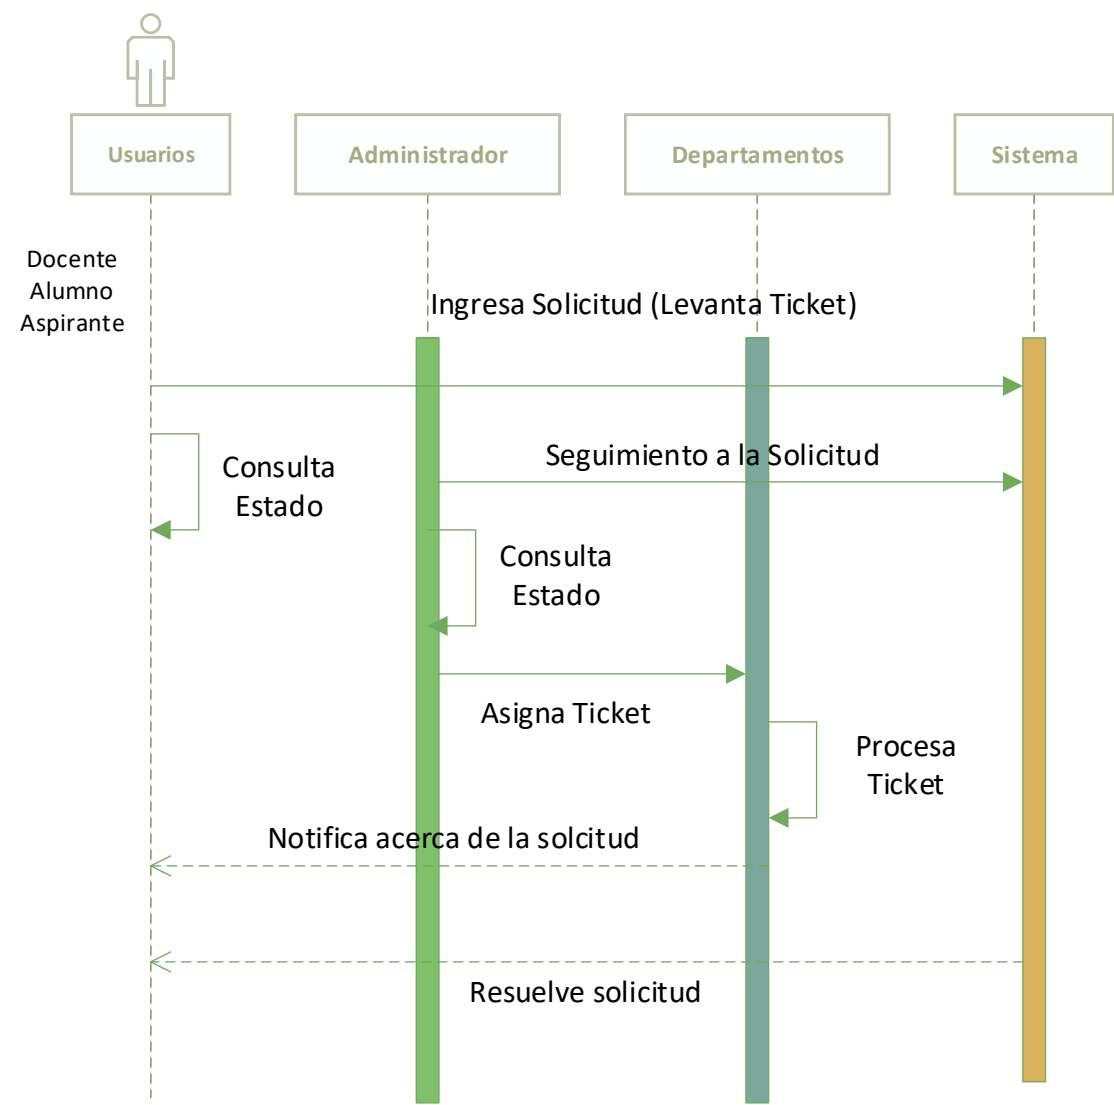 Usuarios
Administrador
Departamentos
Sistema
Docente
Alumno
Aspirante
Ingresa Solicitud (Levanta Ticket)
Consulta
Estado
Seguimiento a la Solicitud
Consulta
Estado
Asigna Ticket
Procesa
Ticket
Notifica acerca de la solcitud
Resuelve solicitud